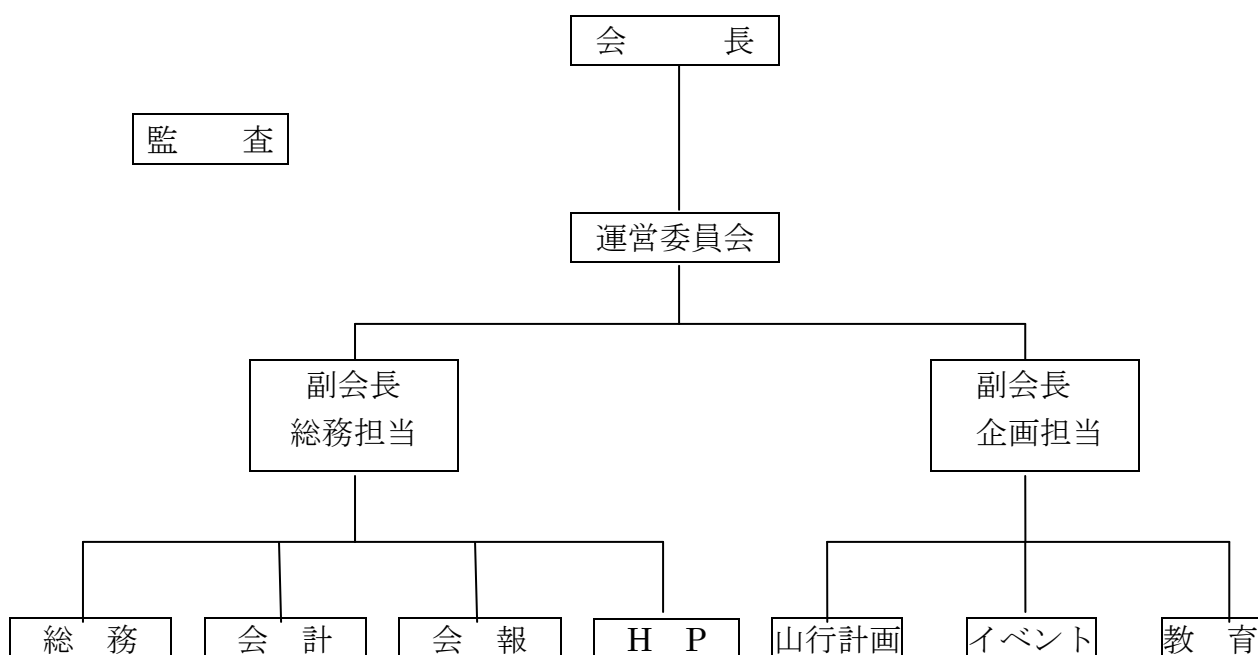 会　　　長
監　　査
運営委員会
副会長
総務担当
副会長
企画担当
総　務
会　計
会　報
Ｈ　Ｐ
山行計画
イベント
教　育